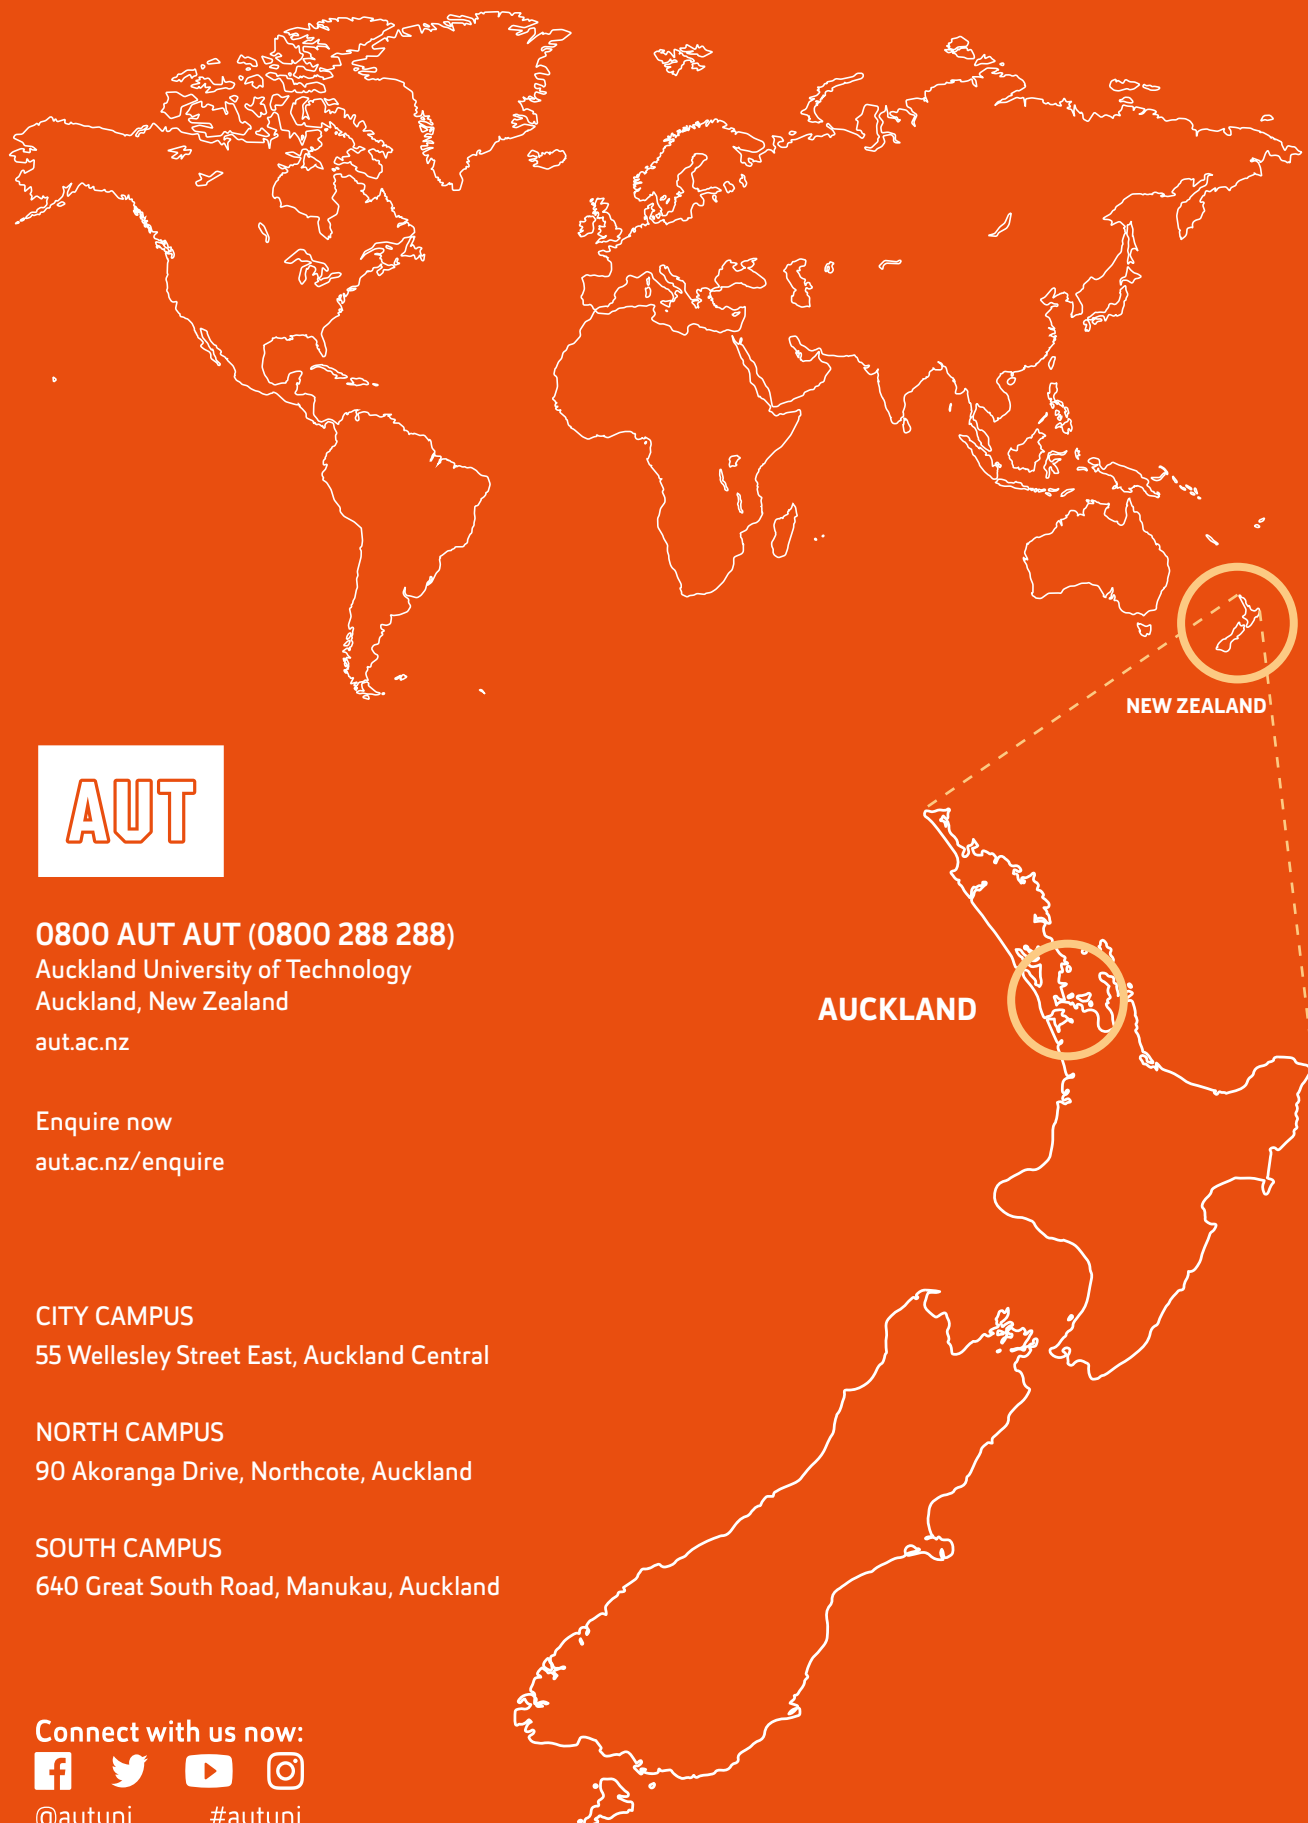 NEW ZEALAND
AUT
0800 AUT AUT (0800 288 288)
Auckland University of Technology
Auckland, New Zealand
aut.ac.nz
AUCKLAND
Enquire now
aut.ac.nz/enquire
CITY CAMPUS
55 Wellesley Street East, Auckland Central
NORTH CAMPUS
90 Akoranga Drive, Northcote, Auckland
SOUTH CAMPUS
640 Great South Road, Manukau, Auckland
Connect with us now:
@autuni #autuni